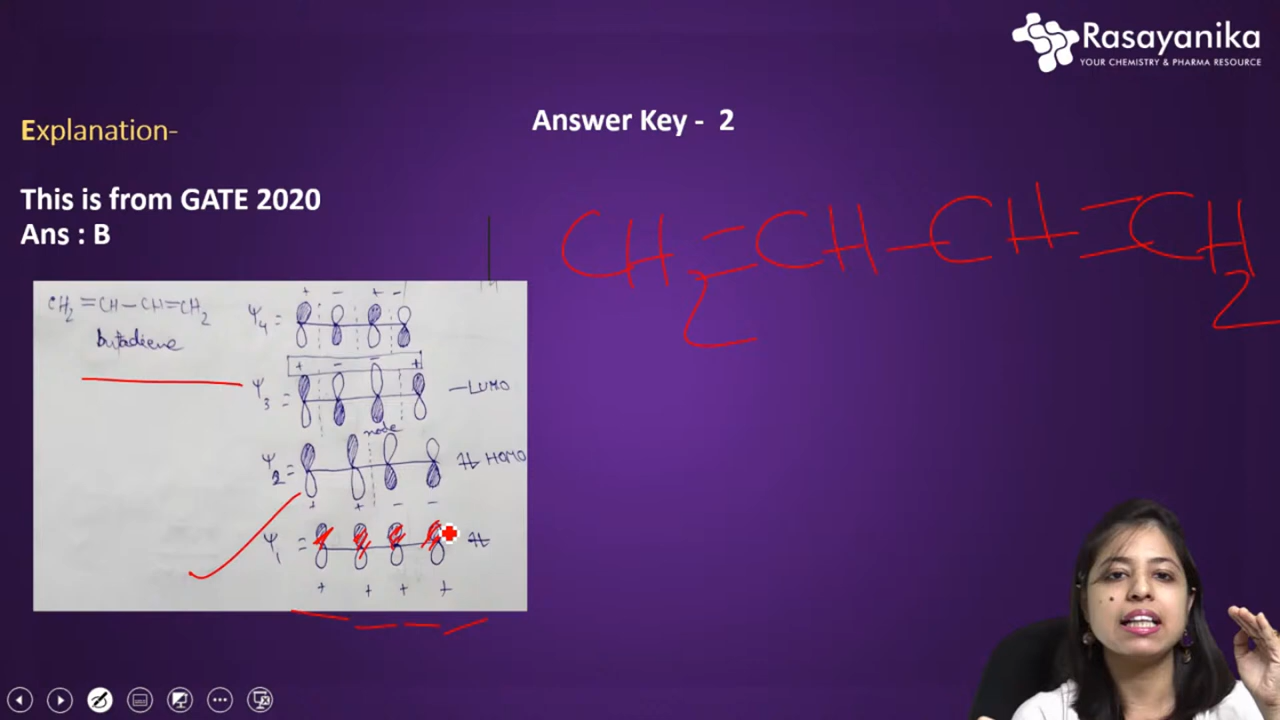 Rasayanika
YOUR CHEMISTRY & PHARMA RESOURCE
Answer Key - 2
Explanation-
This is from GATE 2020
Ans : B
CH2=CH-CH=CH2
CH2=CH-CH=CH2
butadiene
+ - + -
Ψ4 =
+ - - +
Ψ3 =
-LUMO
node
Ψ2 =
HOMO
+ + - -
Ψ1 =
+ + + +